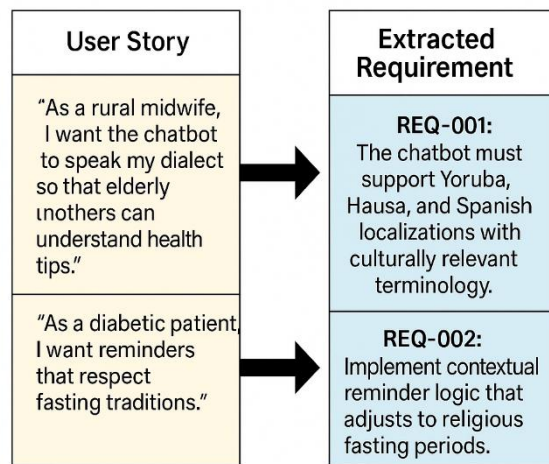 User Story
“As a rural midwife,
I want the chatbot
to speak my dialect
so that elderly
ınothers can
understand health
tips.”
“As a diabetic patient,
I want reminders
that respect
fasting traditions.”
Extracted
Requirement
REQ-001:
The chatbot must
support Yoruba,
Hausa, and Spanish
localizations with
culturally relevant
terminology.
REQ-002:
Implement contextual
reminder logic that
adjusts to religious
fasting periods.